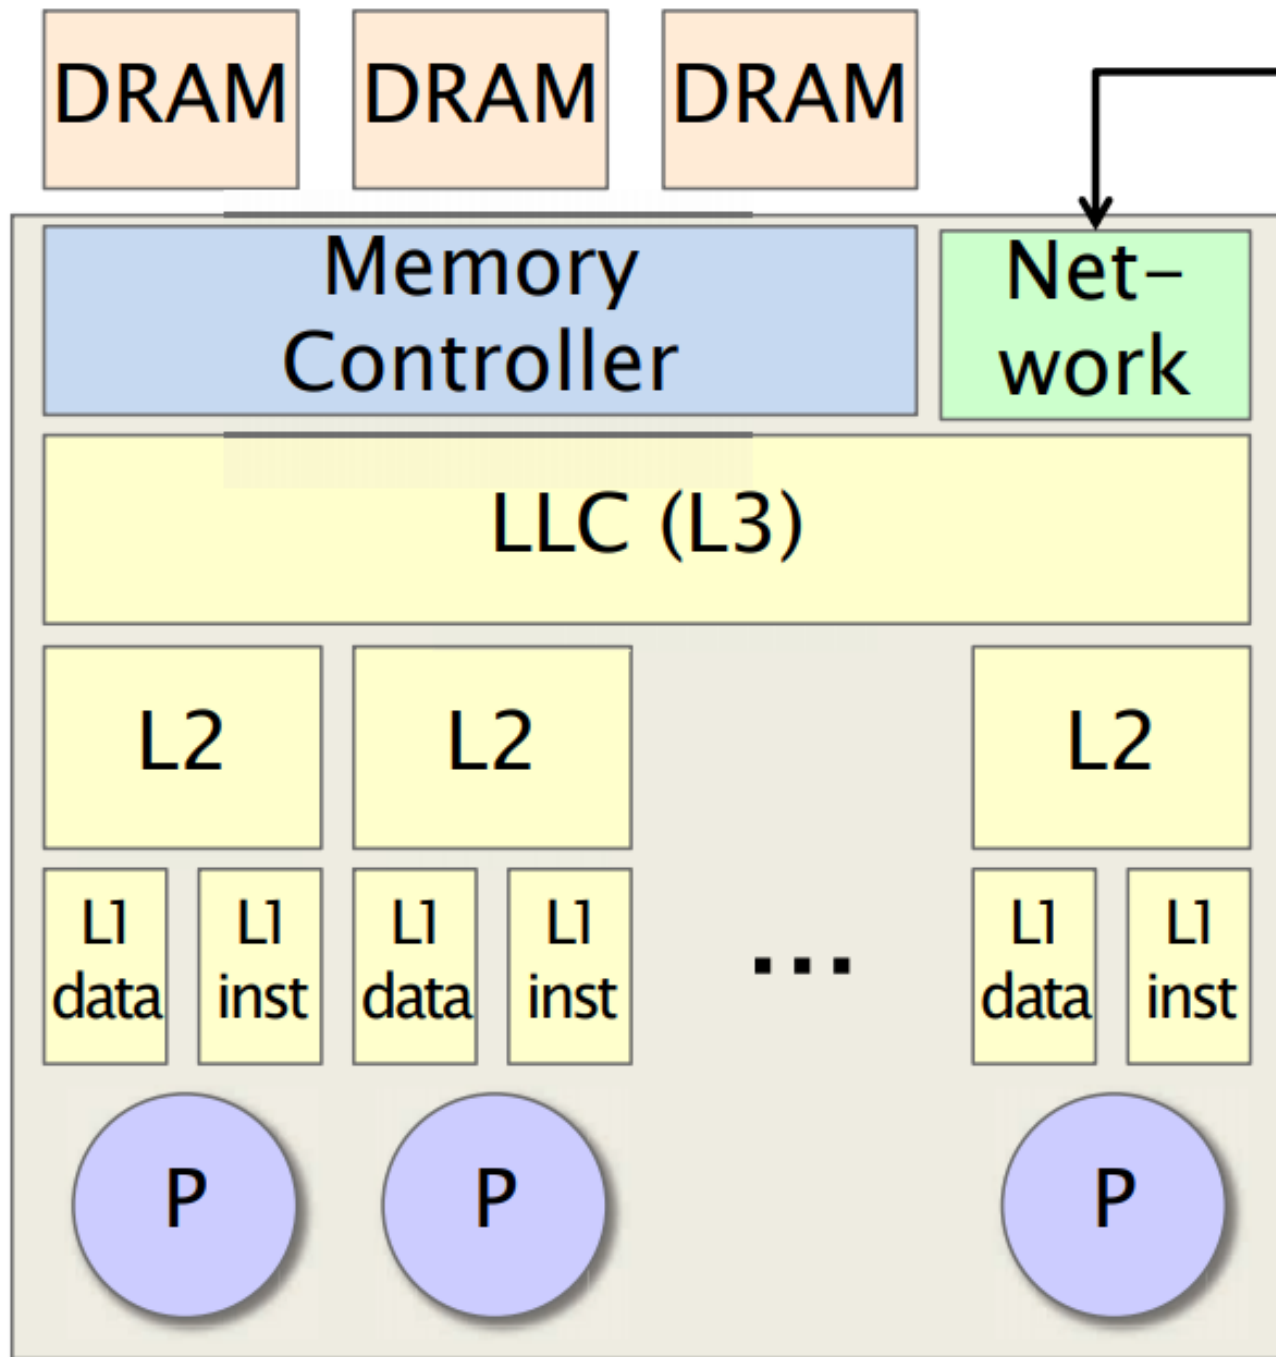 DRAM DRAM DRAM
Memory
Controller
Net-
work
LLC (L3)
L2 L2 L2
L1
data
L1
inst
L1
data
L1
inst
...
L1
data
L1
inst
P P P